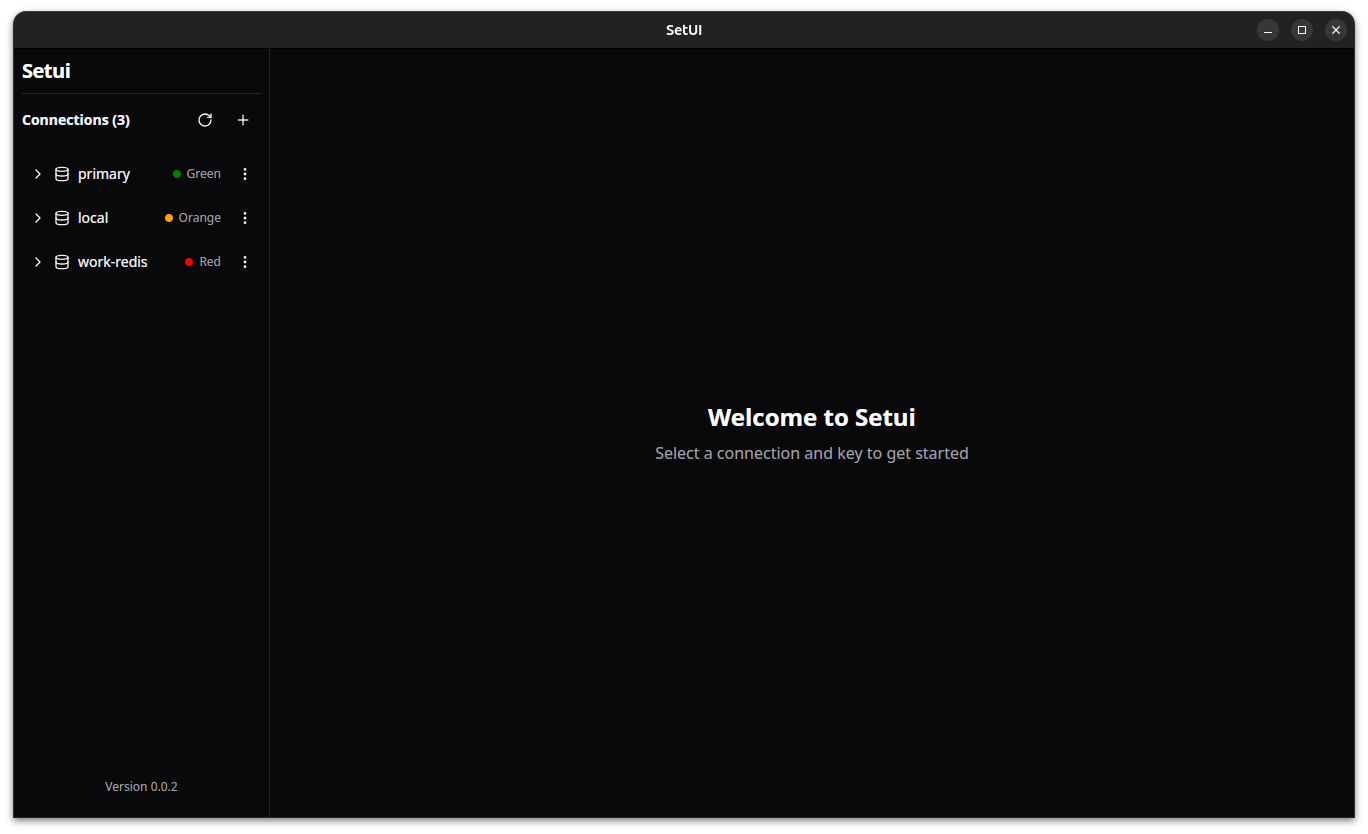 SetUI
Setui
Connections (3)
primary Green
local Orange
work-redis Red
Welcome to Setui
Select a connection and key to get started
Version 0.0.2